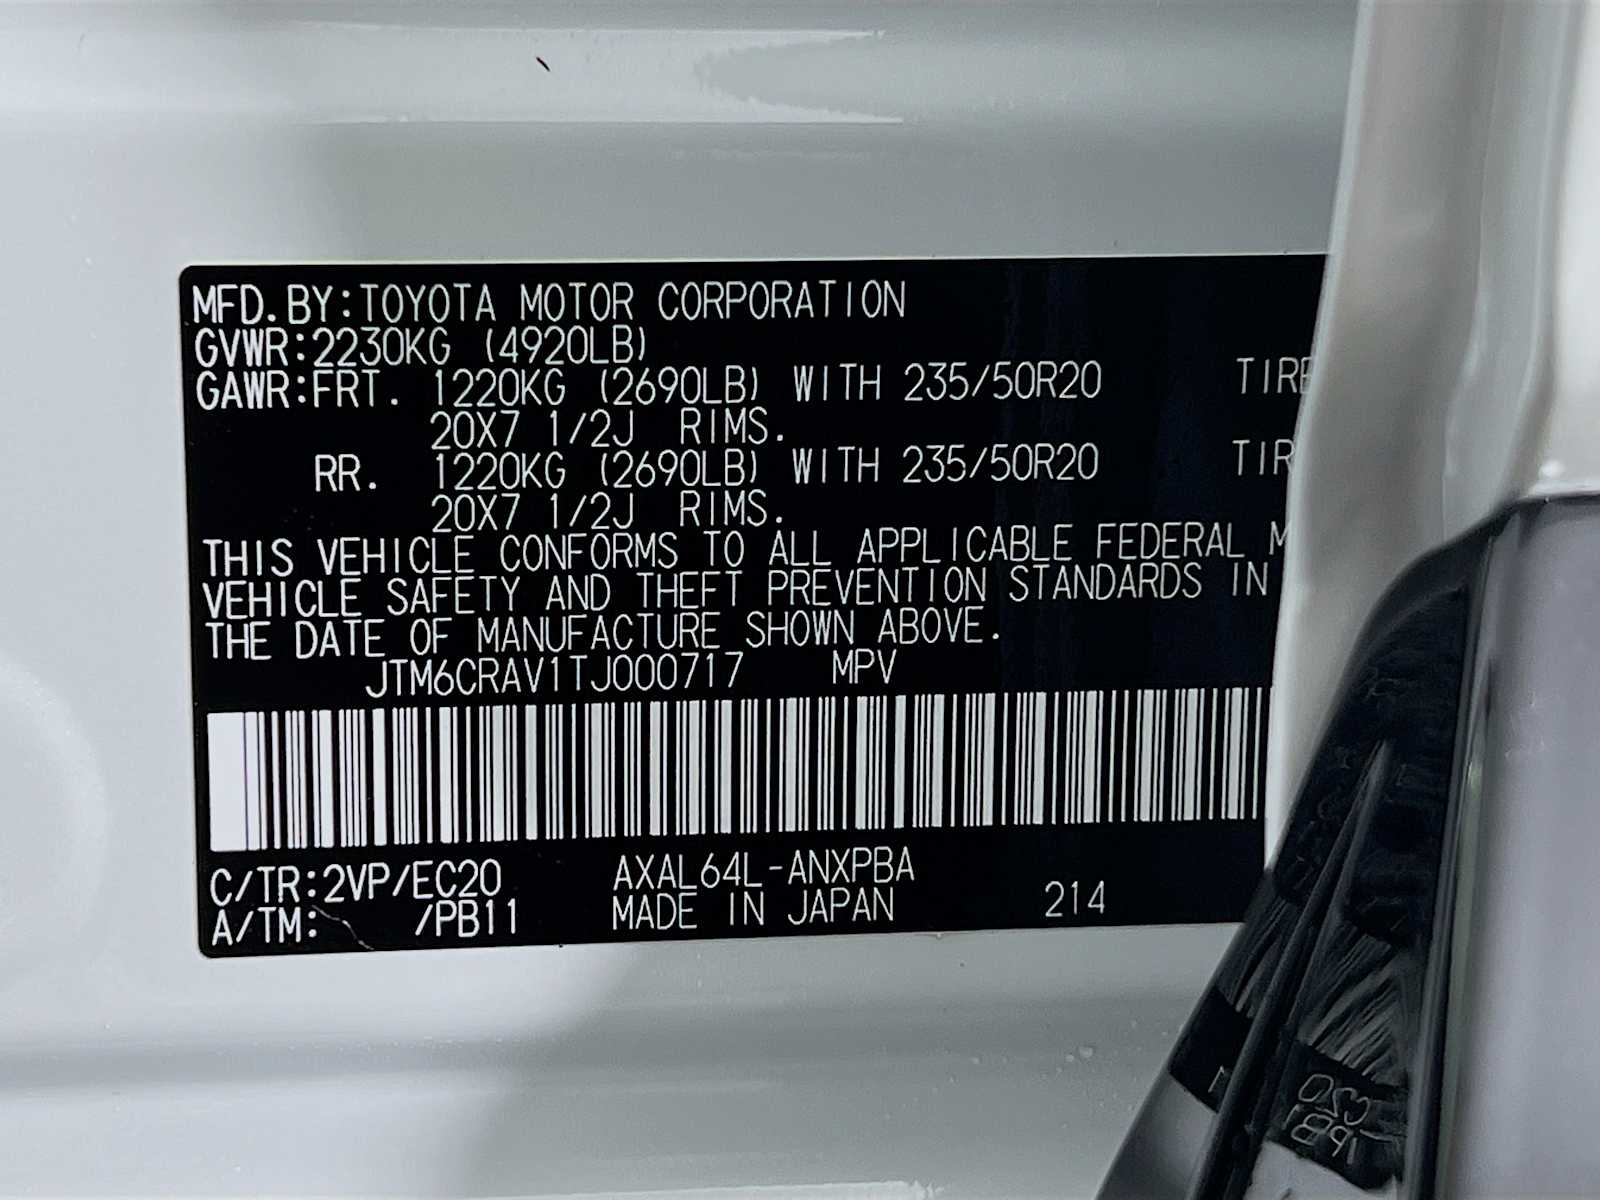 MFD.BY:TOYOTA MOTOR CORPORATION
GVWR:2230KG (4920LB)
GAWR:FRT. 1220KG (2690LB) WITH 235/50R20 TIRE
20X7 1/2J RIMS.
RR. 1220KG (2690LB) WITH 235/50R20 TIR
20X7 1/2J RIMS.
THIS VEHICLE CONFORMS TO ALL APPLICABLE FEDERAL M
VEHICLE SAFETY AND THEFT PREVENTION STANDARDS IN
THE DATE OF MANUFACTURE SHOWN ABOVE.
JTM6CRAV1TJ000717 MPV
C/TR:2VP/EC20 AXAL64L-ANXPBA
A/TM: /PB11 MADE IN JAPAN 214